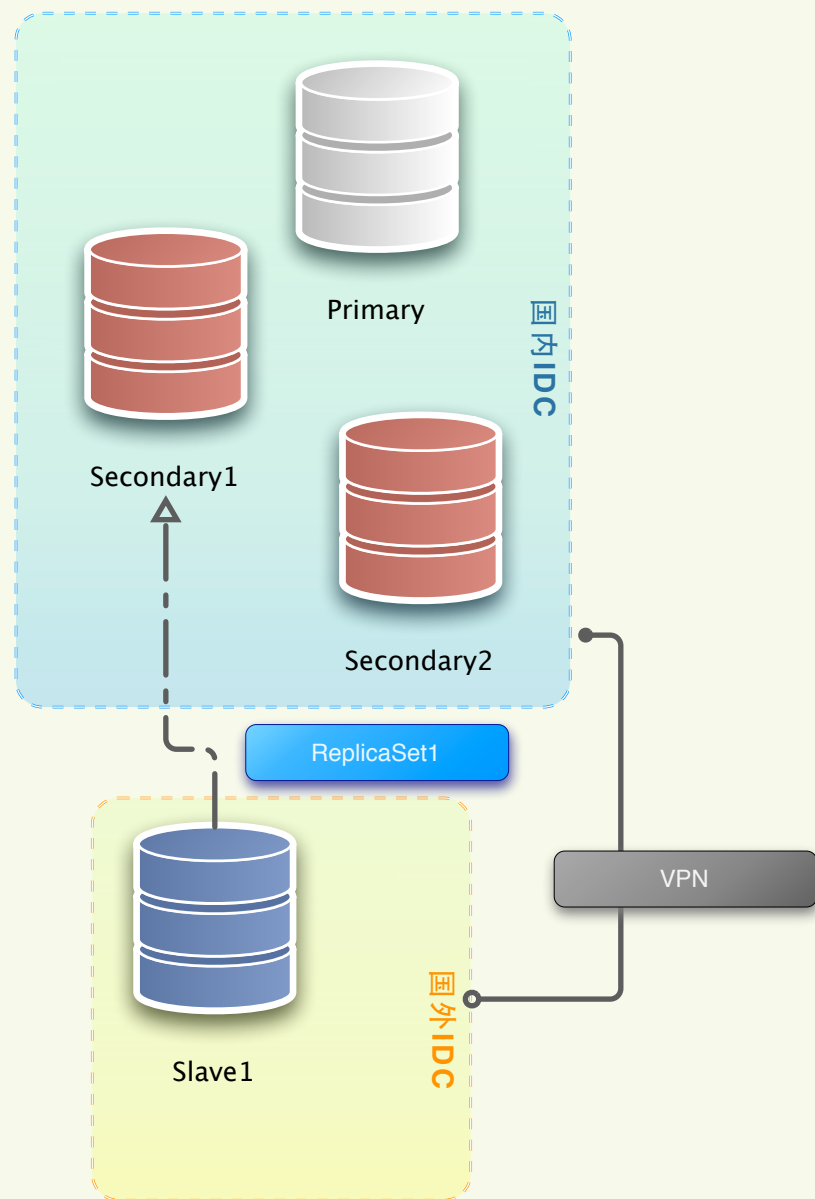 Primary
国内IDC
Secondary1
Secondary2
ReplicaSet1
VPN
国外IDC
Slave1